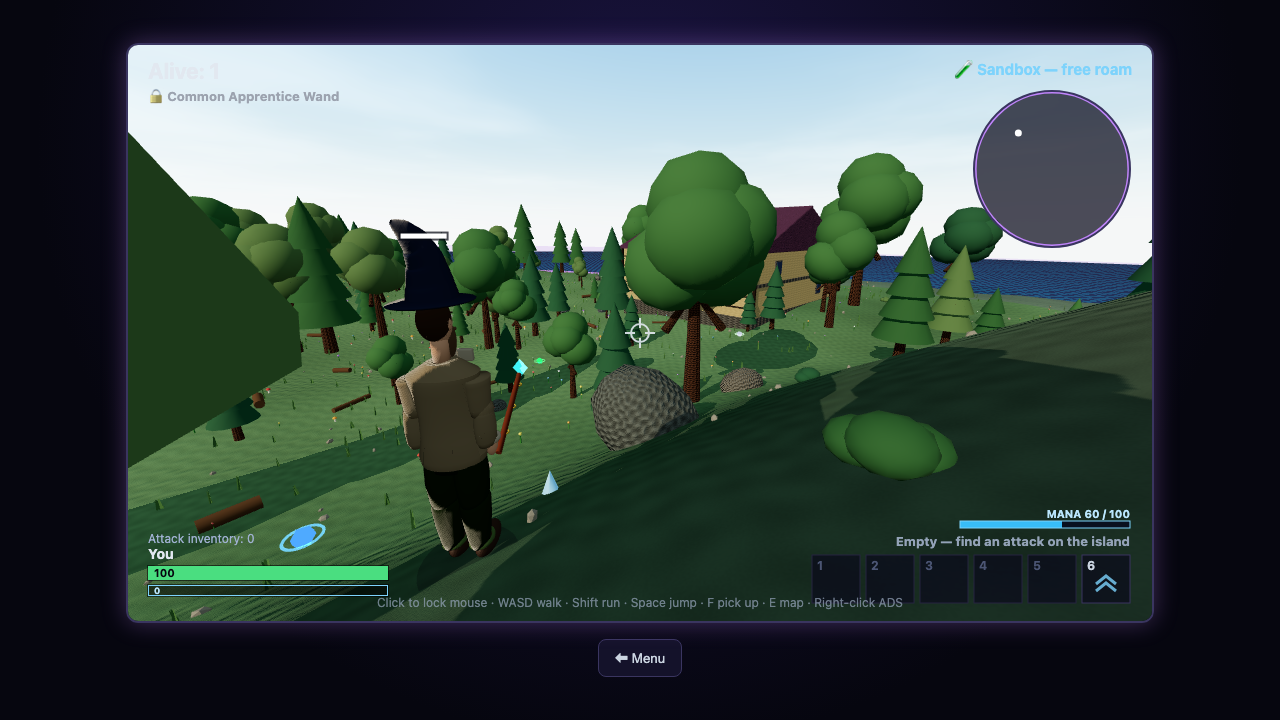 Alive: 1
🔒 Common Apprentice Wand
🧪 Sandbox — free roam
Attack inventory: 0
You
100
0
MANA 60 / 100
Empty — find an attack on the island
1 2 3 4 5 6
Click to lock mouse · WASD walk · Shift run · Space jump · F pick up · E map · Right-click ADS
⬅ Menu